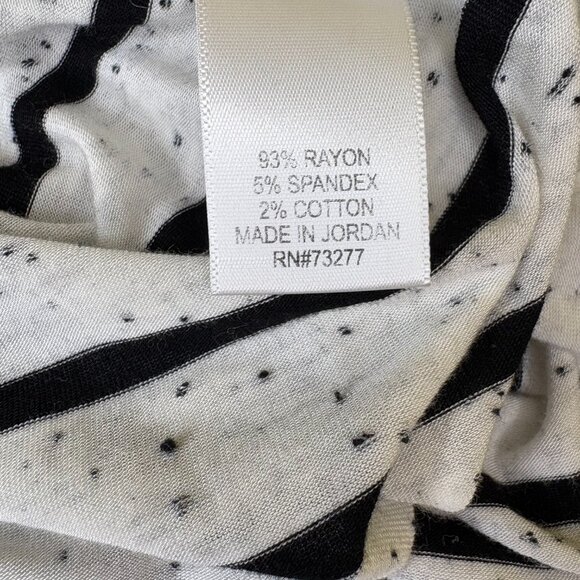 93% RAYON
5% SPANDEX
2% COTTON
MADE IN JORDAN
RN#73277